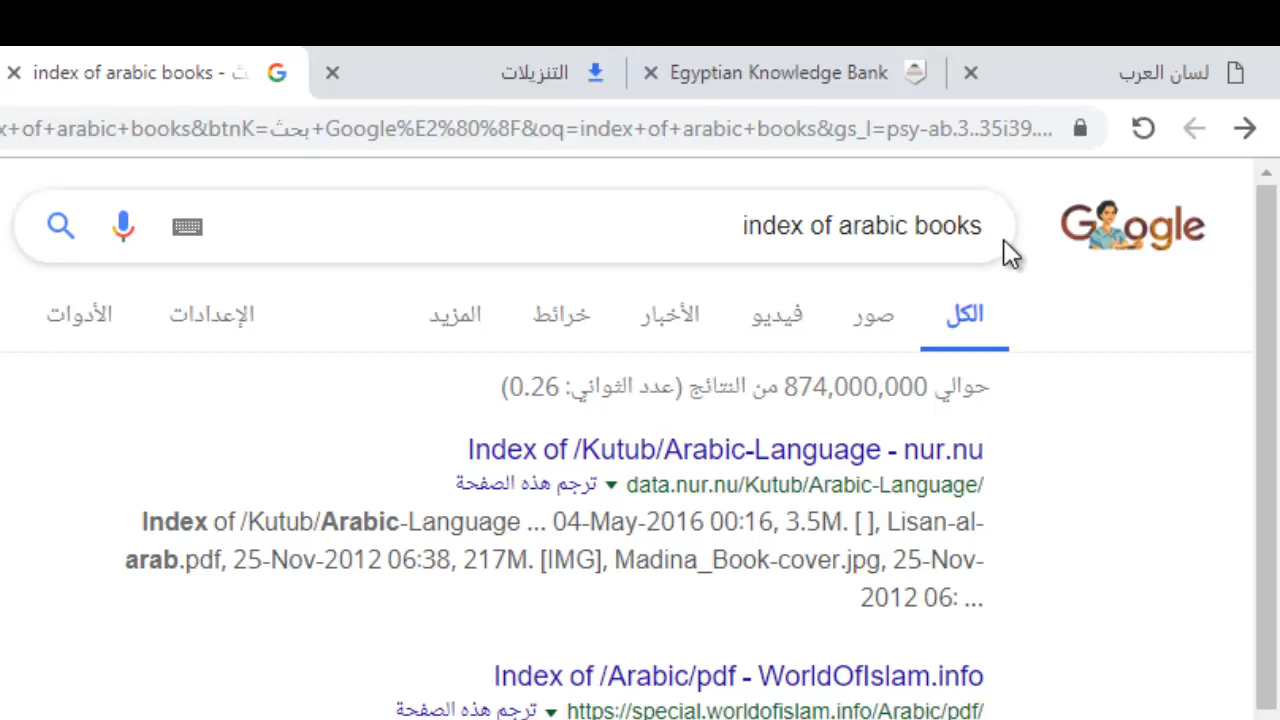 لسان العرب
Egyptian Knowledge Bank
التنزيلات
index of arabic books -
x+of+arabic+books&btnK=بحث+Google%E2%80%8F&oq=index+of+arabic+books&gs_l=psy-ab.3..35i39....
Google
index of arabic books
الكل صور فيديو الأخبار خرائط المزيد الإعدادات الأدوات
حوالي 874,000,000 من النتائج (عدد الثواني: 0.26)
Index of /Kutub/Arabic-Language - nur.nu
data.nur.nu/Kutub/Arabic-Language/ ▼ ترجم هذه الصفحة
Index of /Kutub/Arabic-Language ... 04-May-2016 00:16, 3.5M. [ ], Lisan-al-
arab.pdf, 25-Nov-2012 06:38, 217M. [IMG], Madina_Book-cover.jpg, 25-Nov-
2012 06: ...
Index of /Arabic/pdf - WorldOfIslam.info
https://special.worldofislam.info/Arabic/pdf/ ▼ ترجم هذه الصفحة